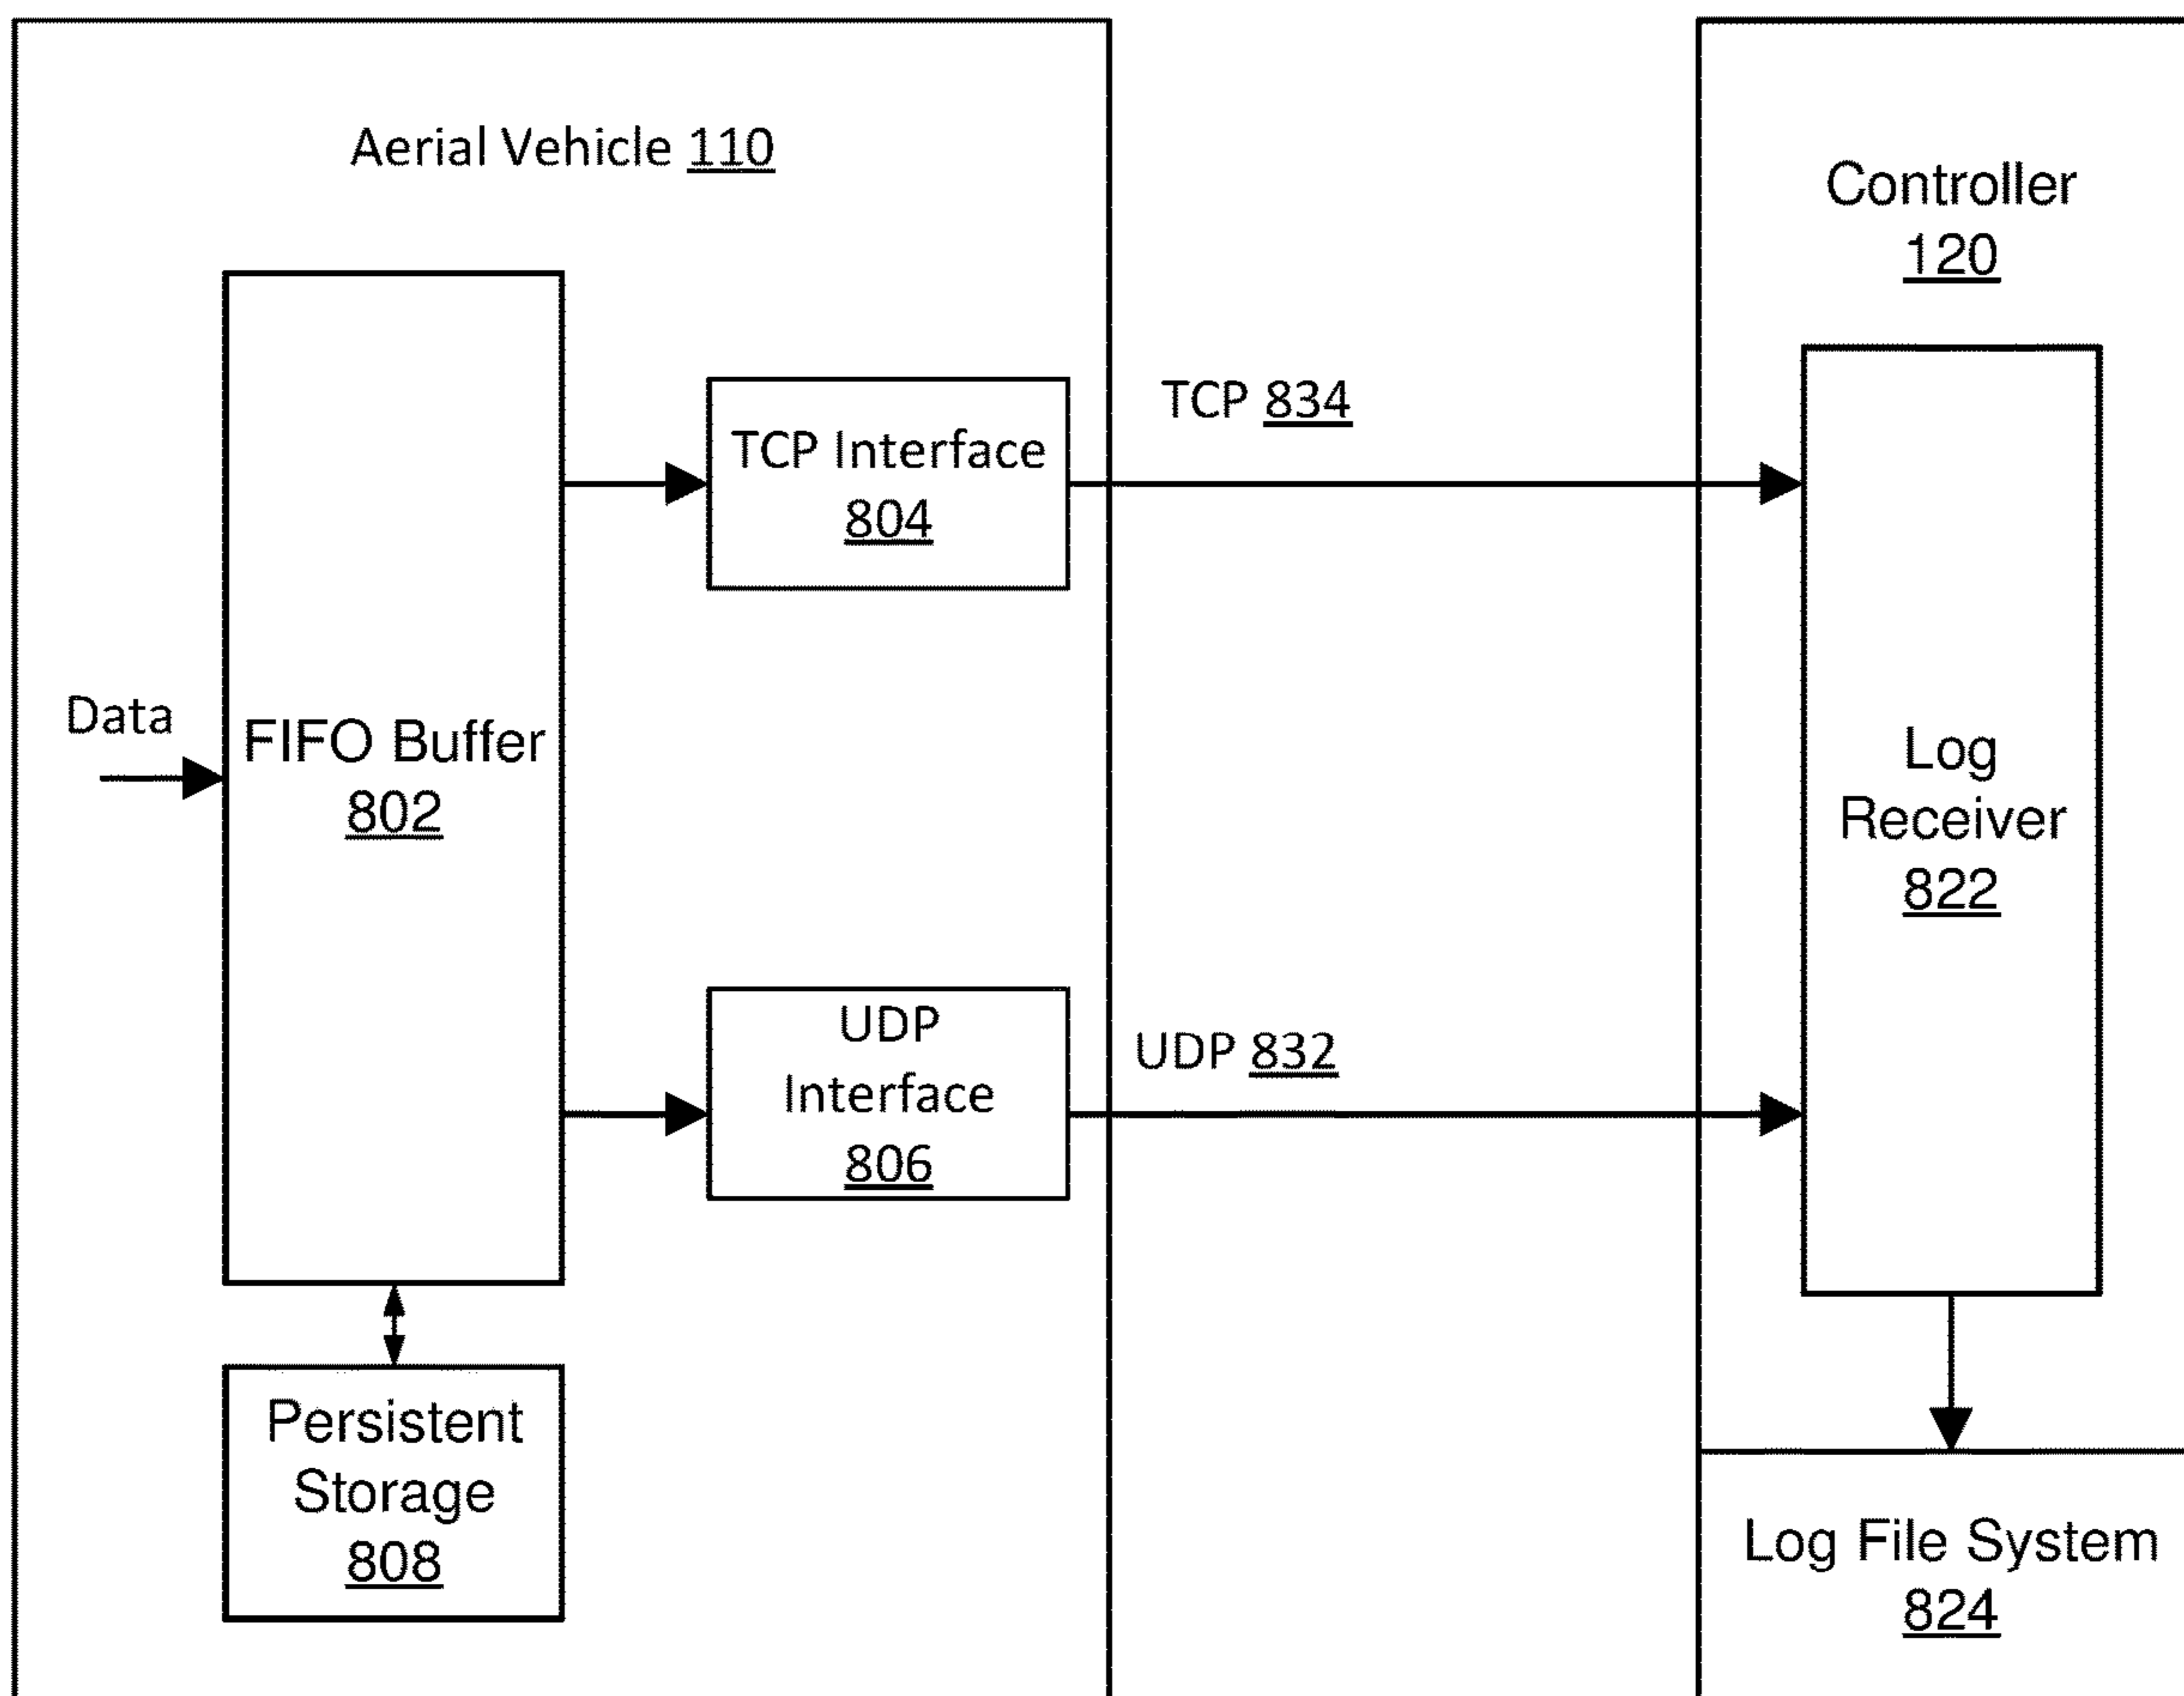 Aerial Vehicle 110
Controller
120
TCP 834
TCP Interface
804
Data
FIFO Buffer
802
Log
Receiver
822
UDP
Interface
806
UDP 832
Persistent
Storage
808
Log File System
824